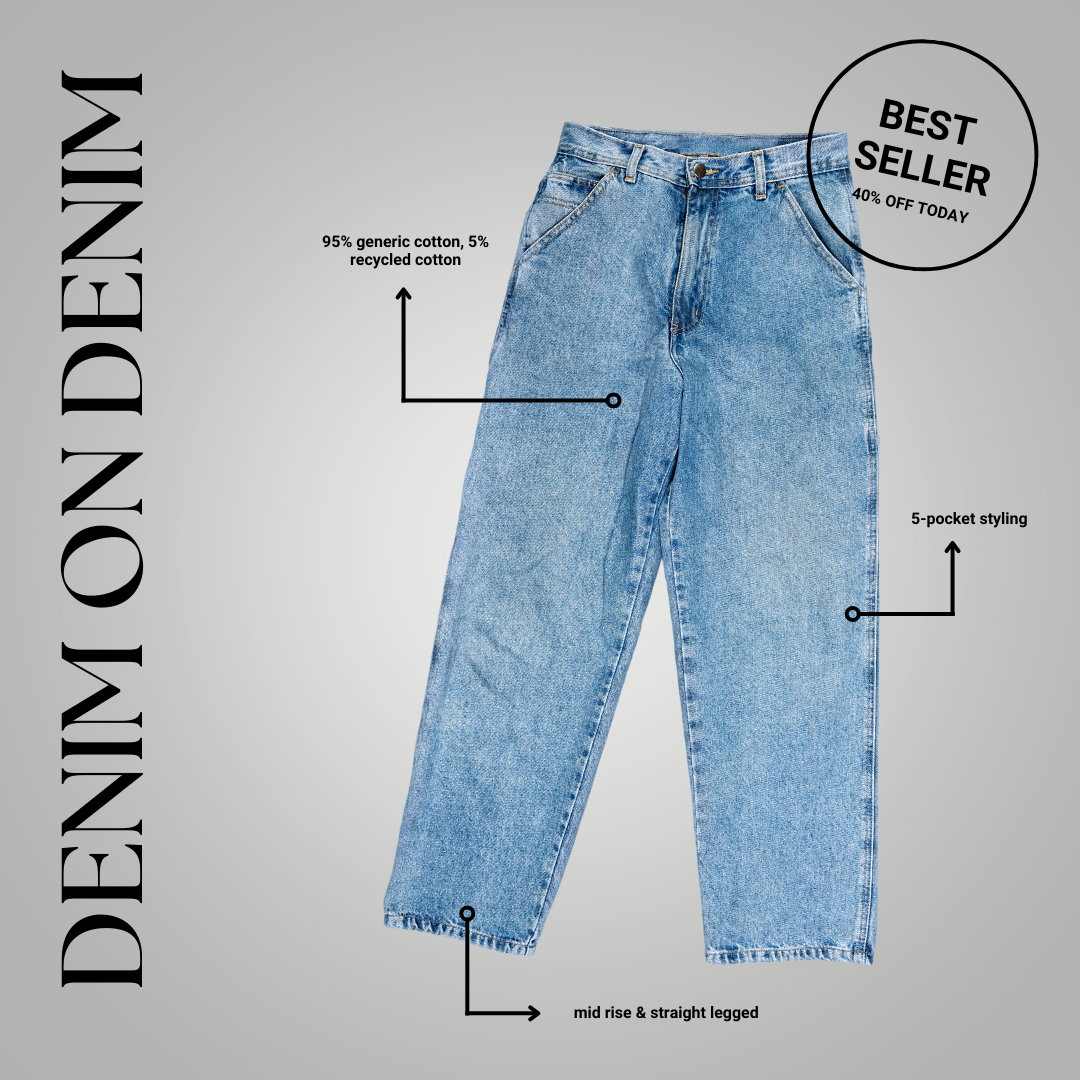 DENIM ON DENIM
BEST
SELLER
40% OFF TODAY
95% generic cotton, 5%
recycled cotton
5-pocket styling
mid rise & straight legged